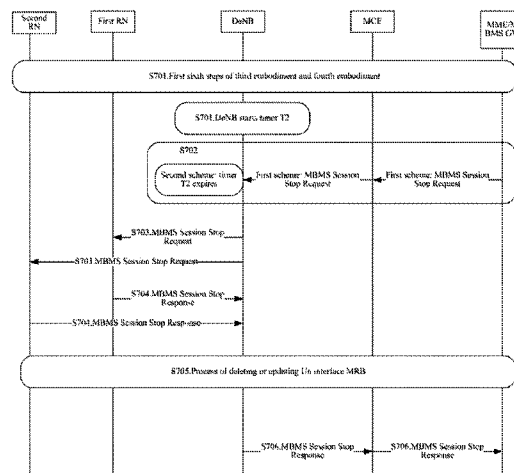 Second
RN
First RN
DeNB
MCE
MME/M
BMS GW
S701.First sixth steps of third embodiment and fourth embodiment
S701.DeNB starts timer T2
S702
Second scheme: timer
T2 expires
First scheme: MBMS Session
Stop Request
First scheme: MBMS Session
Stop Request
S703.MBMS Session Stop
Request
S703.MBMS Session Stop Request
S704.MBMS Session Stop
Response
S704.MBMS Session Stop Response
S705.Process of deleting or updating Un interface MRB
S706.MBMS Session Stop
Response
S706.MBMS Session Stop
Response